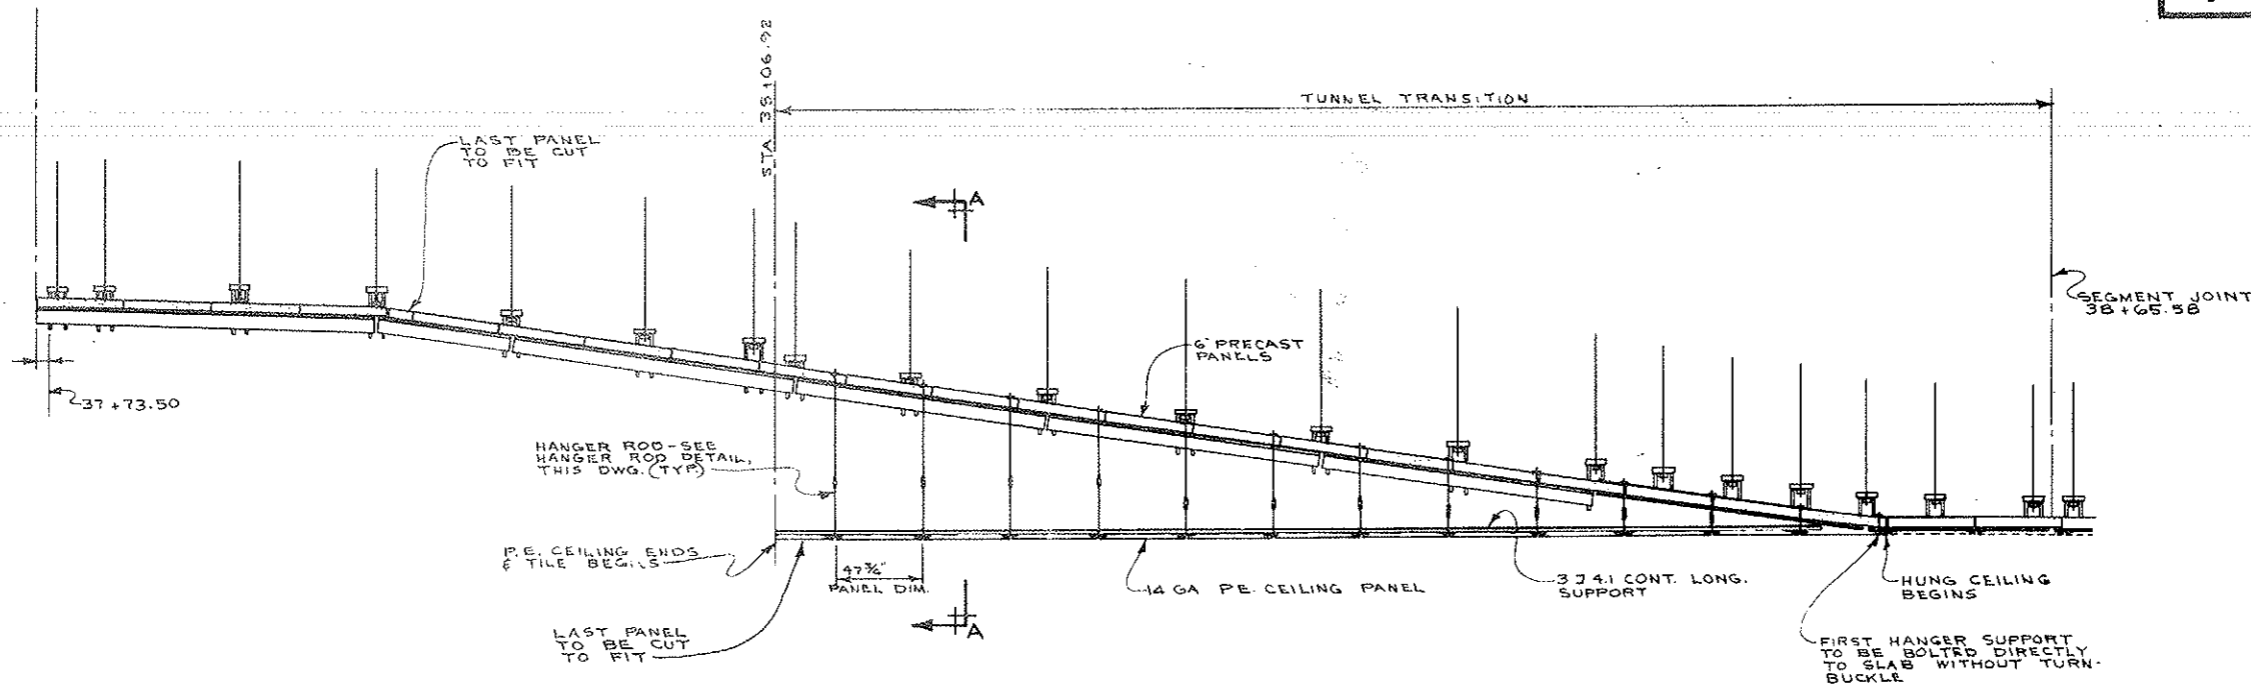 STA 38+06.92
TUNNEL TRANSITION
LAST PANEL
TO BE CUT
TO FIT
A
SEGMENT JOINT
38+65.58
6" PRECAST
PANELS
37+73.50
HANGER ROD-SEE
HANGER ROD DETAIL,
THIS DWG. (TYP.)
P.E. CEILING ENDS
& TILE BEGINS
47¾"
PANEL DIM.
14 GA P.E. CEILING PANEL
3 J 4.1 CONT. LONG.
SUPPORT
HUNG CEILING
BEGINS
LAST PANEL
TO BE CUT
TO FIT
A
FIRST HANGER SUPPORT
TO BE BOLTED DIRECTLY
TO SLAB WITHOUT TURN-
BUCKLE